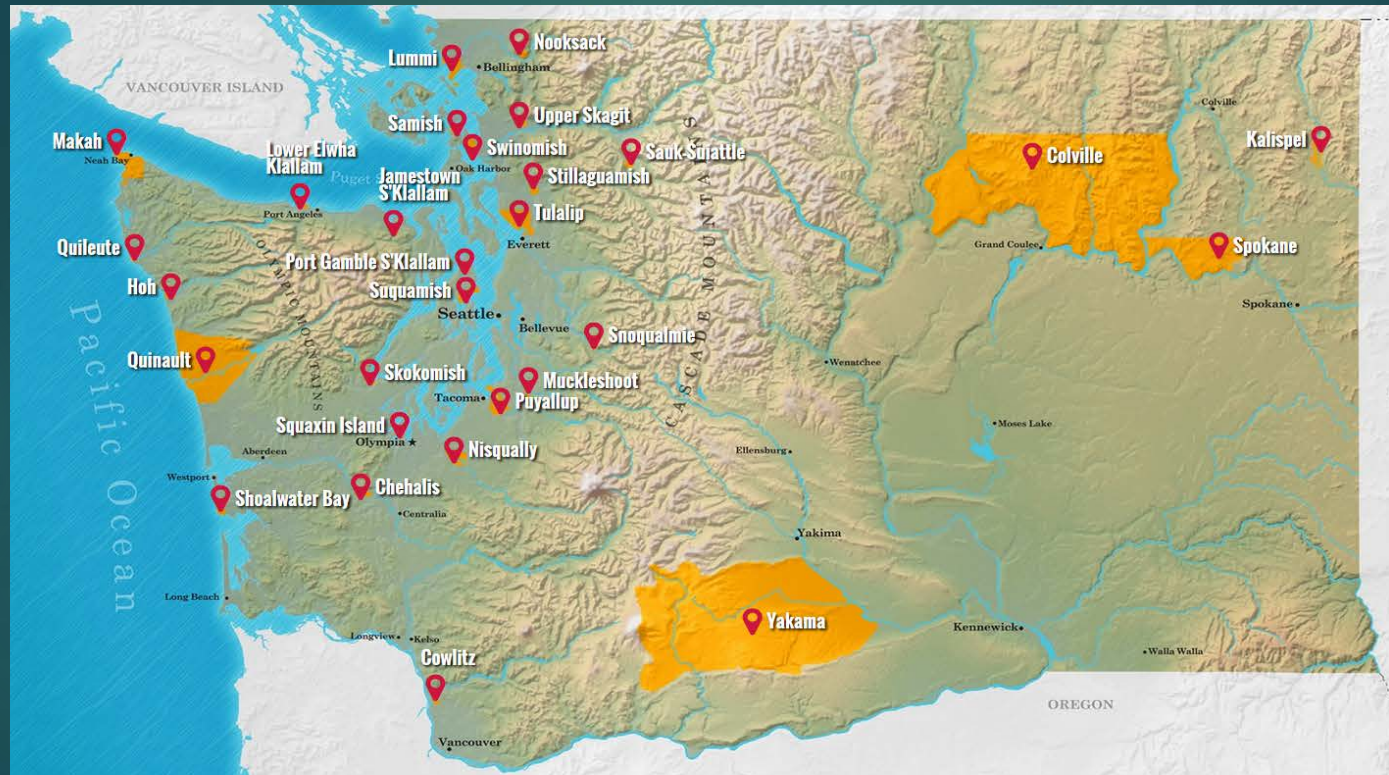 Nooksack
Lummi
Bellingham
VANCOUVER ISLAND
Colville
Samish
Upper Skagit
Makah
Neah Bay
Lower Elwha
Klallam
Swinomish
Sauk-Suiattle
Colville
Kalispel
Oak Harbor
Puget
Jamestown
S'Klallam
Stillaguamish
Port Angeles
Tulalip
Everett
Quileute
OLYMPIC MOUNTAINS
CASCADE MOUNTAINS
Grand Coulee
Spokane
Port Gamble S'Klallam
Hoh
Suquamish
Spokane
Pacific Ocean
Seattle
Bellevue
Snoqualmie
Quinault
Wenatchee
Skokomish
Muckleshoot
Tacoma
Puyallup
Squaxin Island
Moses Lake
Olympia
Aberdeen
Nisqually
Ellensburg
Westport
Chehalis
Shoalwater Bay
Centralia
Yakima
Long Beach
Yakama
Kennewick
Longview
Kelso
Walla Walla
Cowlitz
OREGON
Vancouver